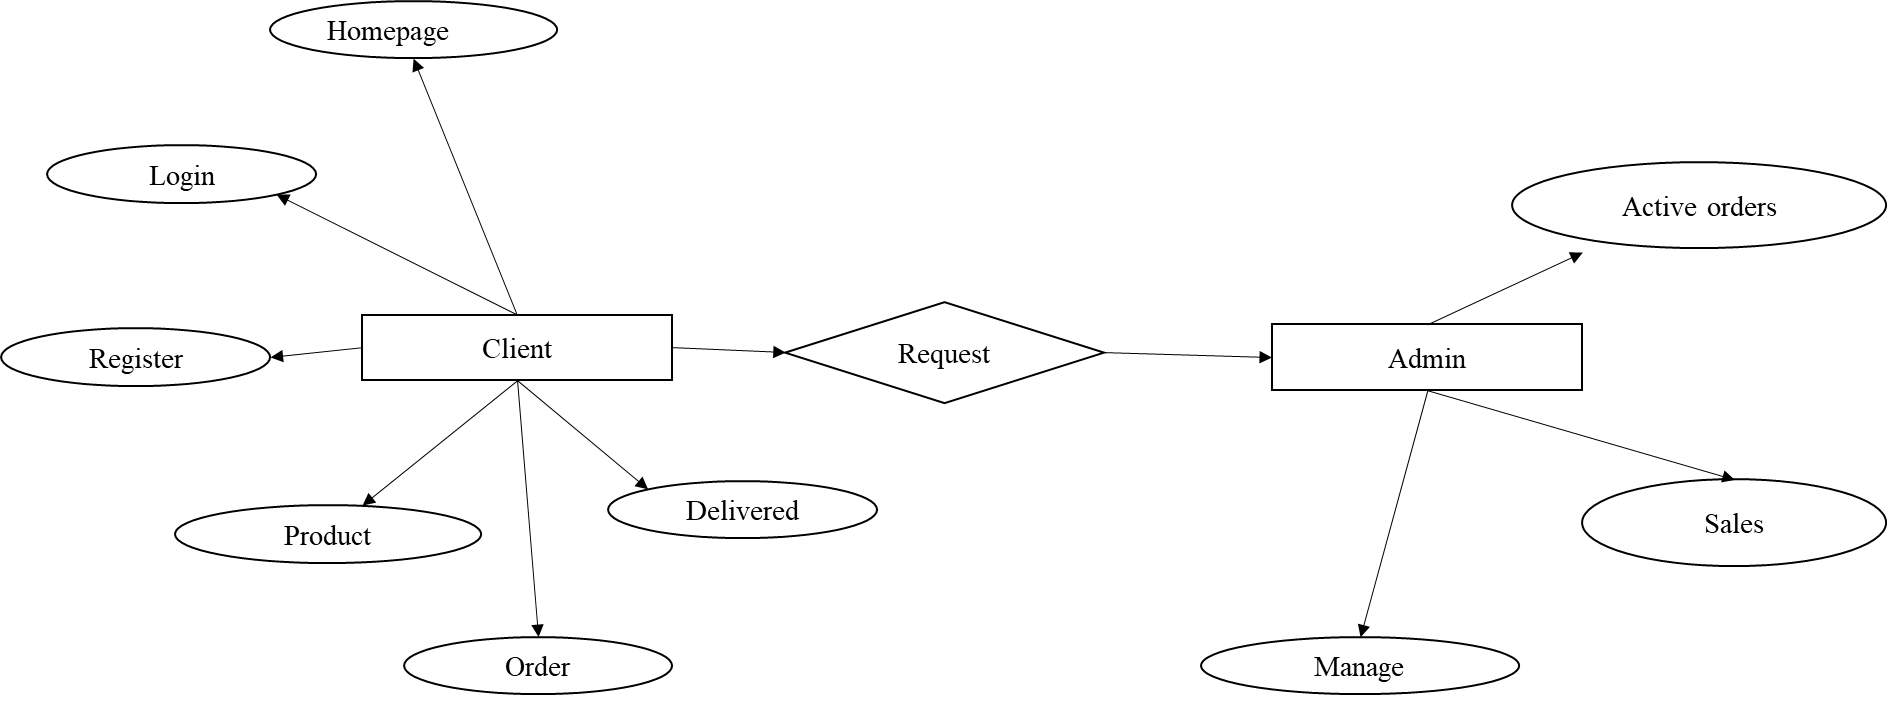 Homepage
Login
Active orders
Register
Client
Request
Admin
Product
Delivered
Sales
Order
Manage